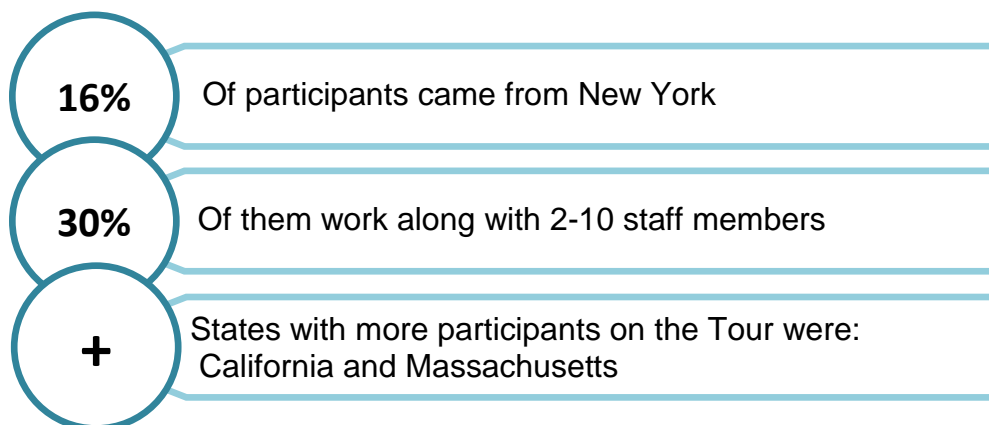 16%
Of participants came from New York
30%
Of them work along with 2-10 staff members
+
States with more participants on the Tour were:
California and Massachusetts